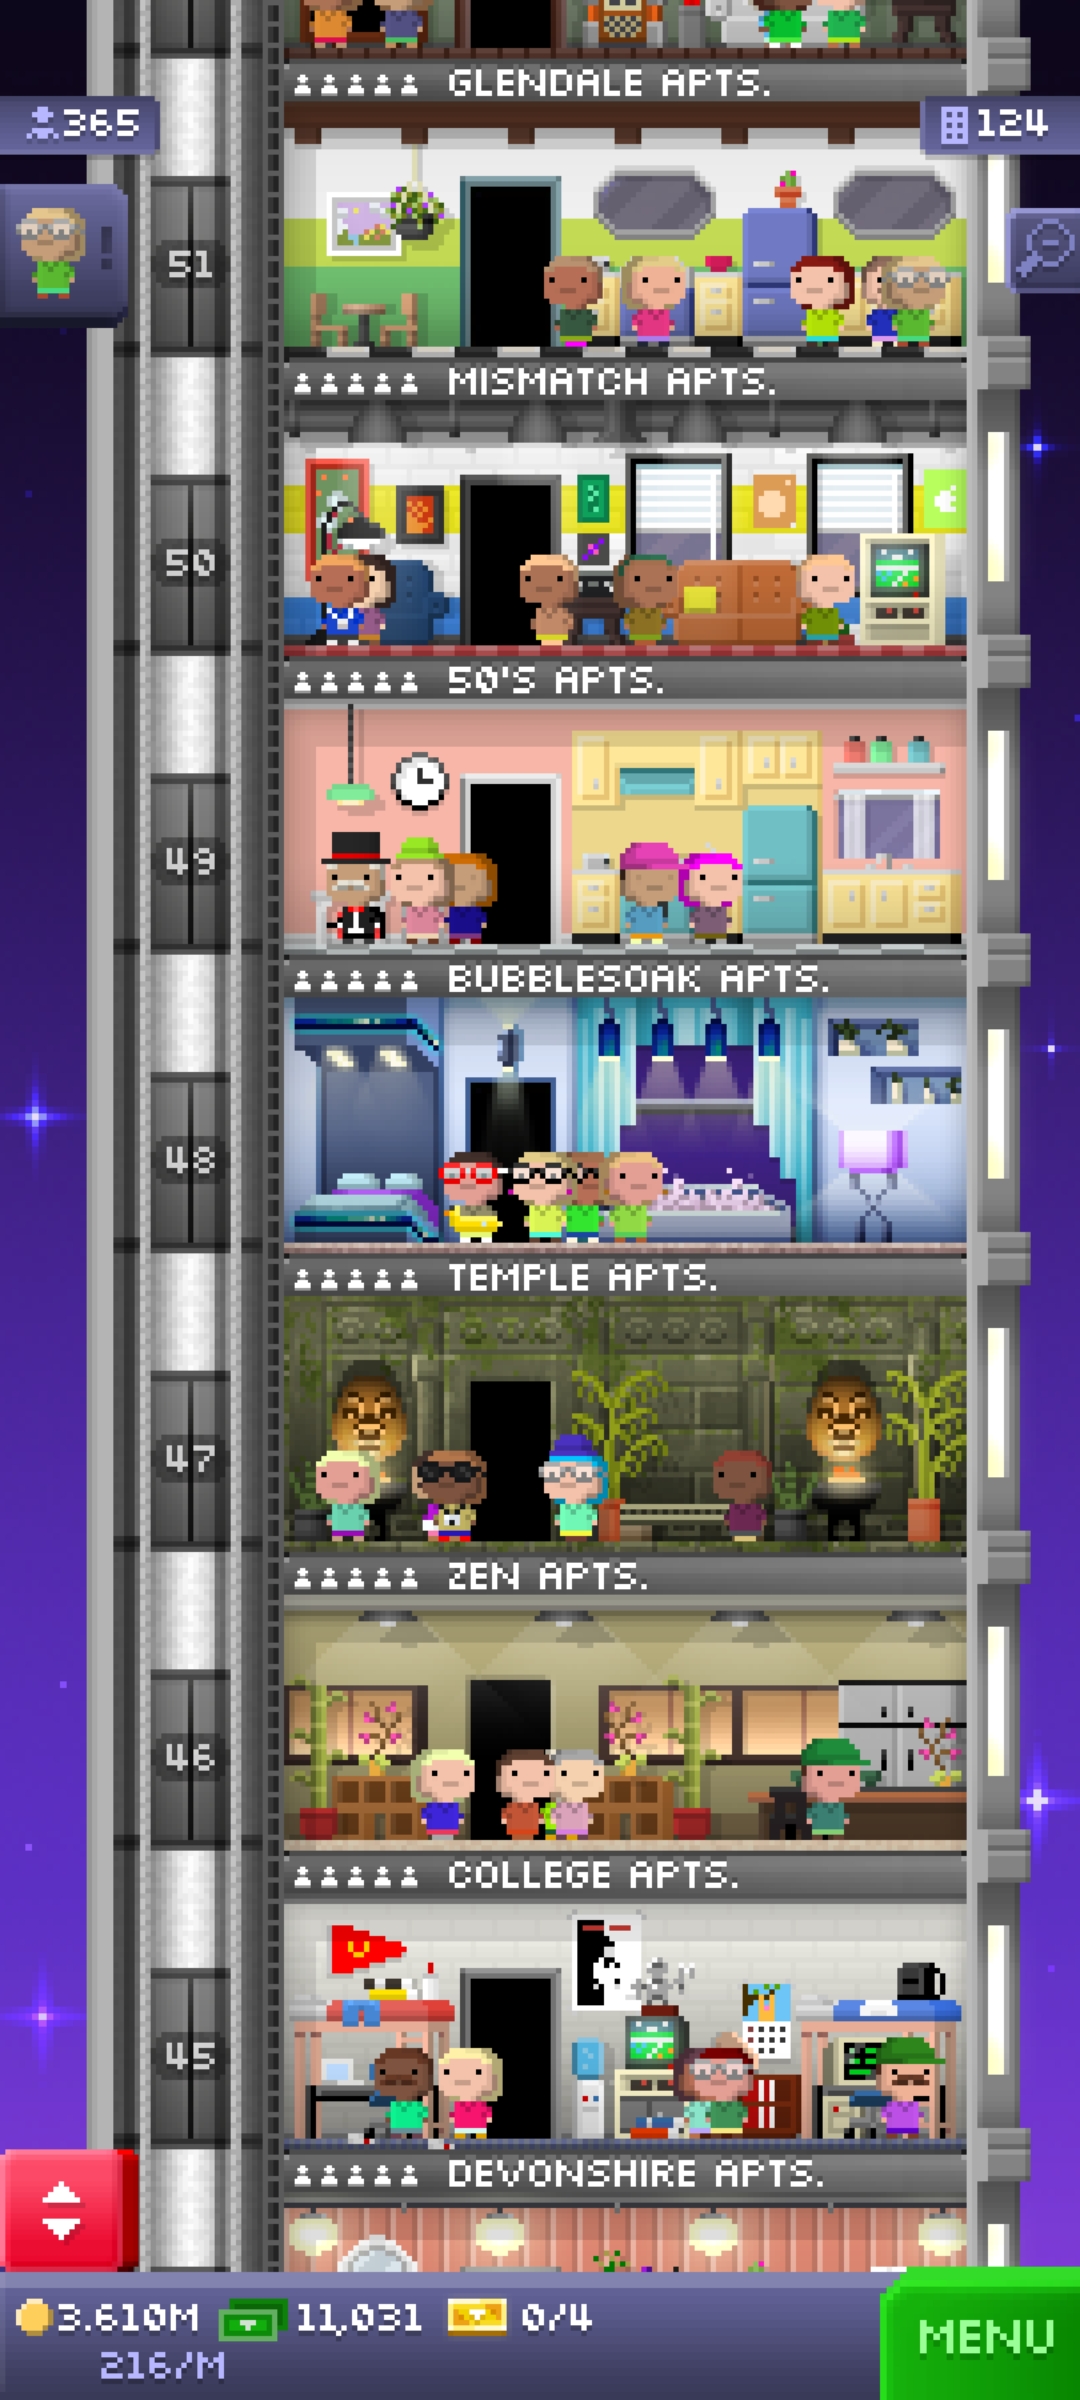 GLENDALE APTS.
365
124
!
51
MISMATCH APTS.
50
50'S APTS.
49
BUBBLESOAK APTS.
48
TEMPLE APTS.
47
ZEN APTS.
46
COLLEGE APTS.
45
DEVONSHIRE APTS.
3.610M 11,031 0/4
216/M
MENU